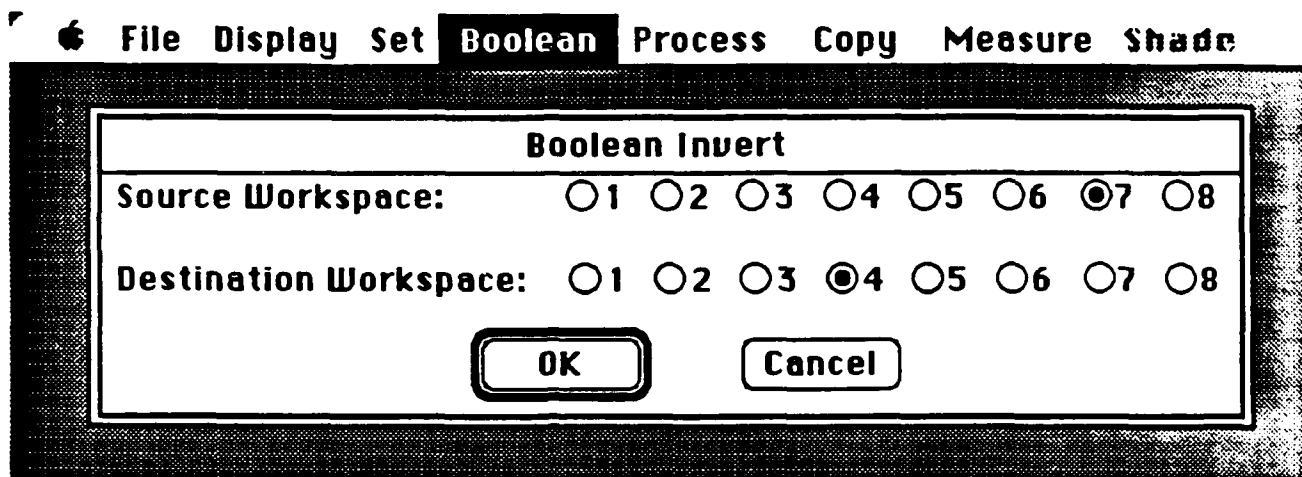 File Display Set Boolean Process Copy Measure Shade
Boolean Invert
Source Workspace: 1 2 3 4 5 6 7 8
Destination Workspace: 1 2 3 4 5 6 7 8
OK Cancel